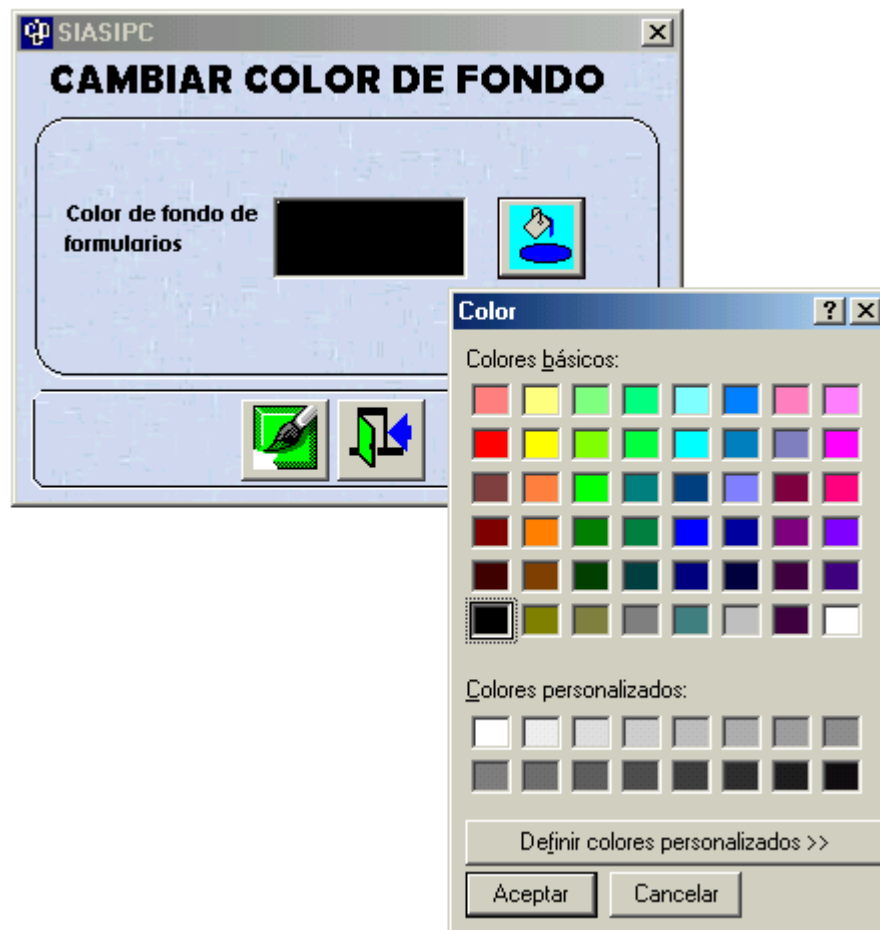 SIASIPC
CAMBIAR COLOR DE FONDO
Color de fondo de
formularios
Color
Colores básicos:
Colores personalizados:
Definir colores personalizados >>
Aceptar Cancelar